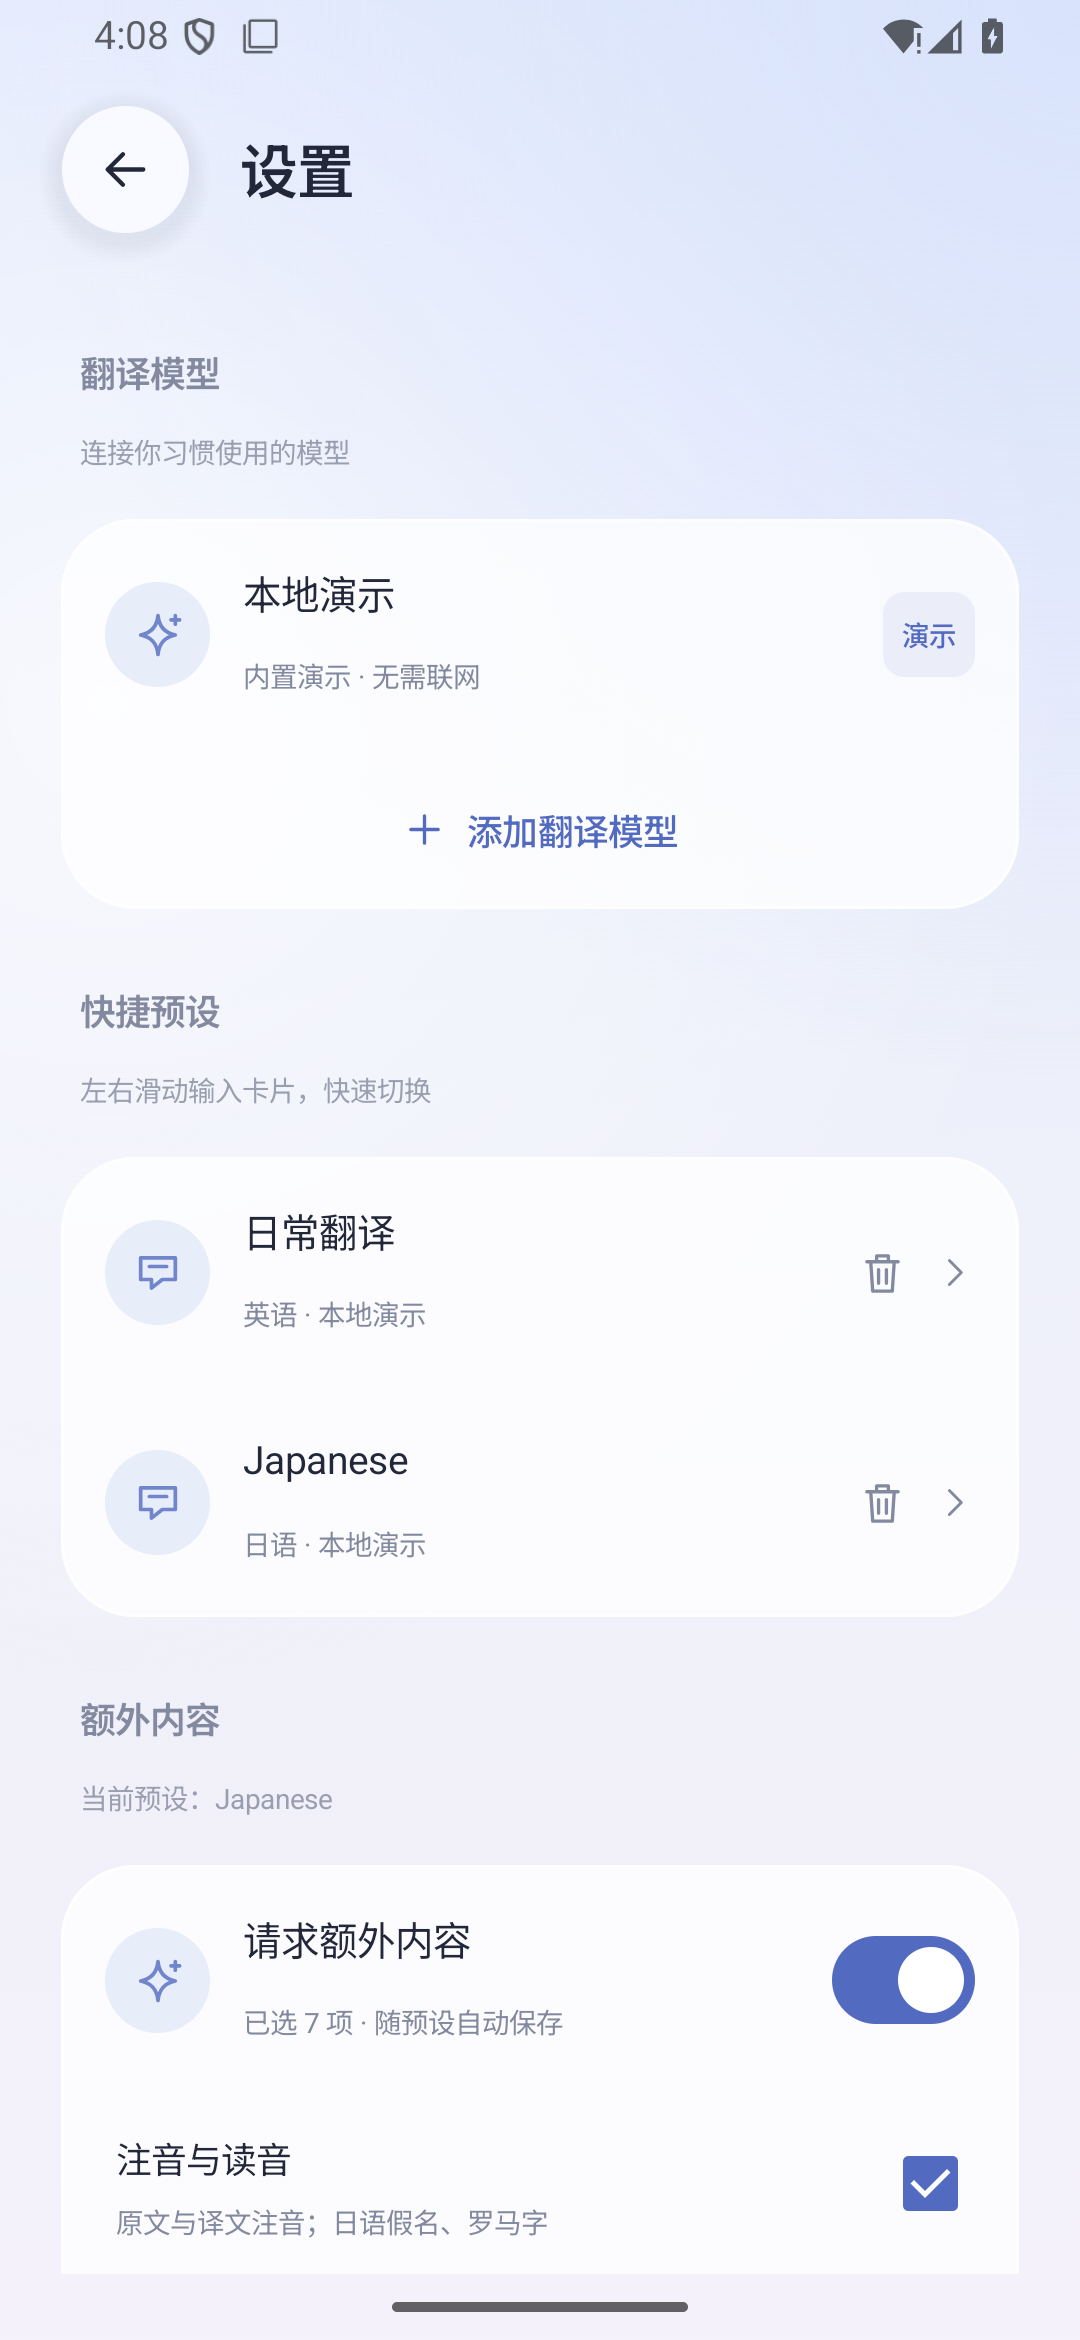 4:08
设置
翻译模型
连接你习惯使用的模型
本地演示
内置演示 · 无需联网
演示
添加翻译模型
快捷预设
左右滑动输入卡片，快速切换
日常翻译
英语 · 本地演示
Japanese
日语 · 本地演示
额外内容
当前预设：Japanese
请求额外内容
已选 7 项 · 随预设自动保存
注音与读音
原文与译文注音；日语假名、罗马字